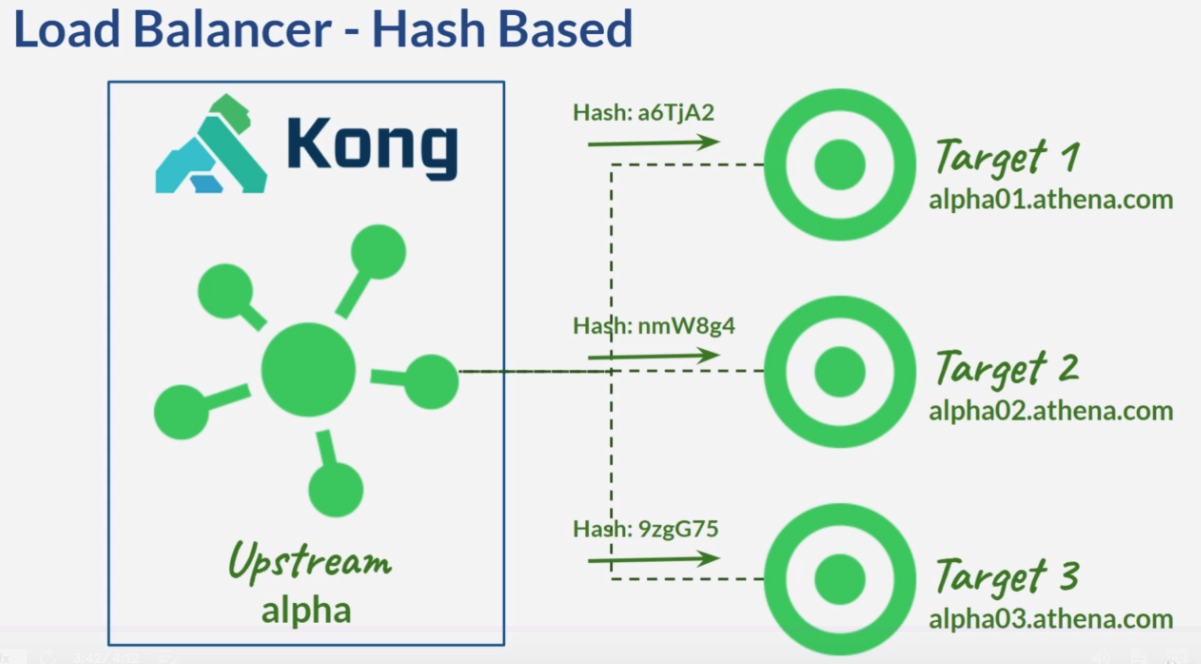 Load Balancer - Hash Based
Kong
Hash: a6TjA2
Target 1
alpha01.athena.com
Hash: nmW8g4
Target 2
alpha02.athena.com
Hash: 9zgG75
Target 3
alpha03.athena.com
Upstream
alpha